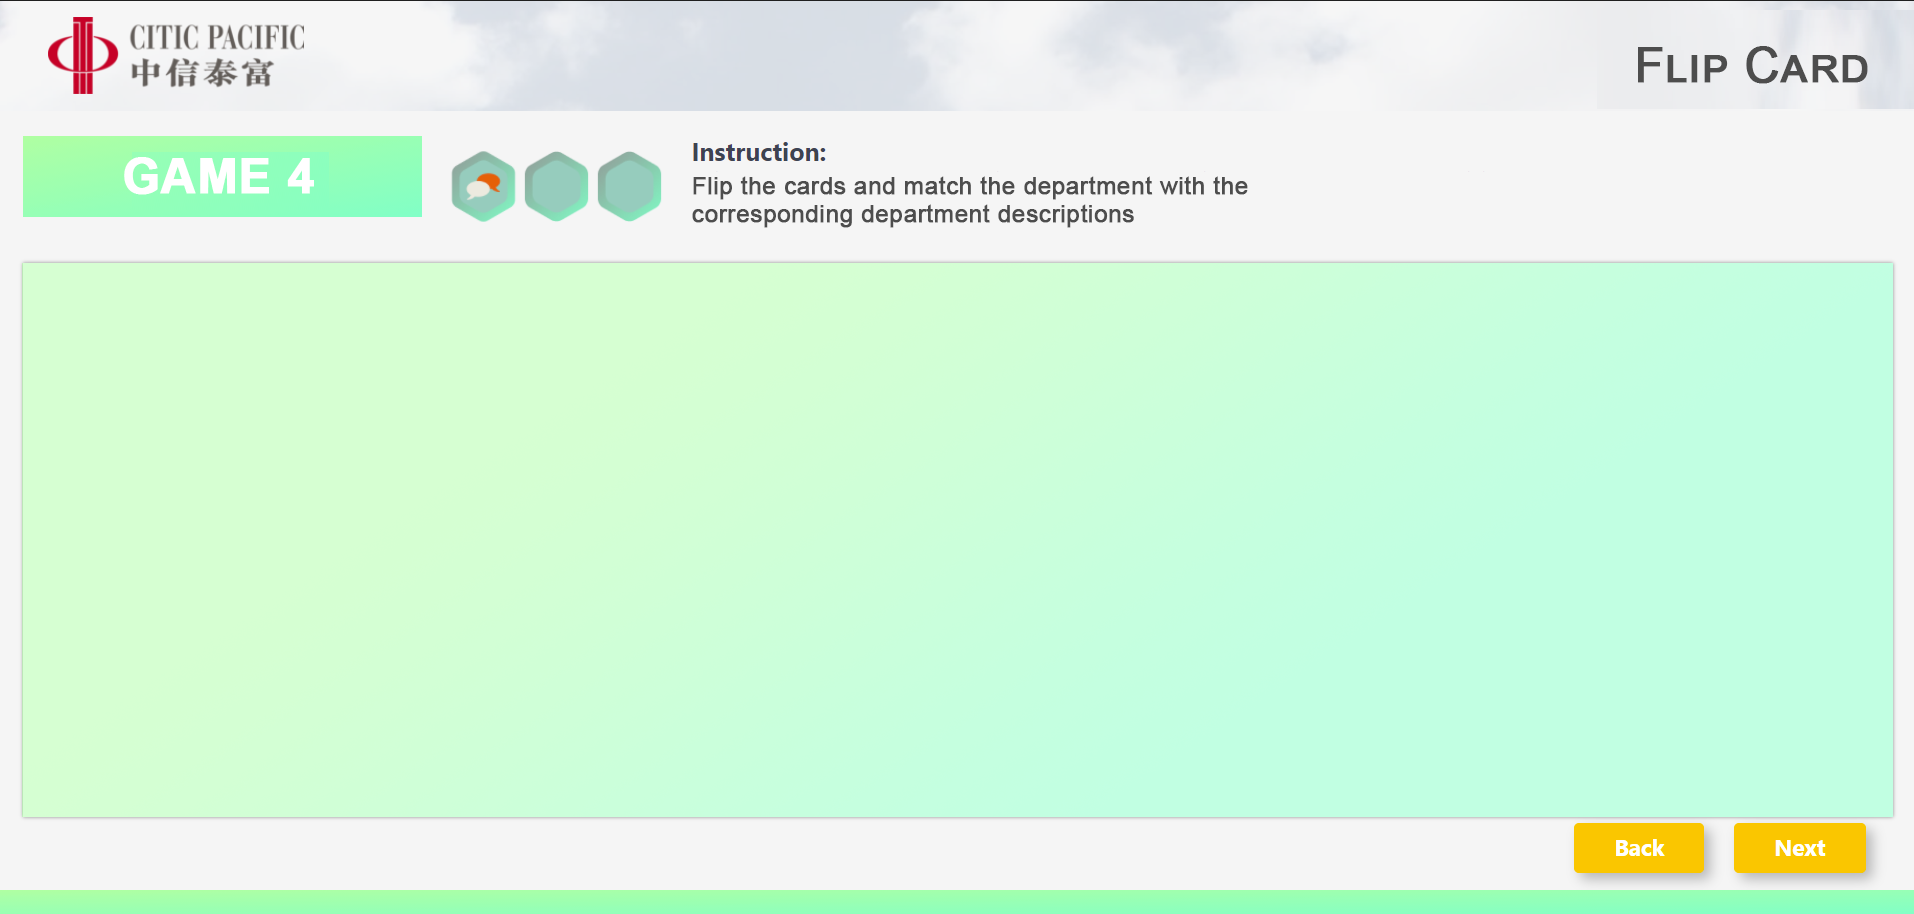 CITIC PACIFIC
中信泰富
Flip Card
GAME 4
Instruction:
Flip the cards and match the department with the
corresponding department descriptions
Back
Next